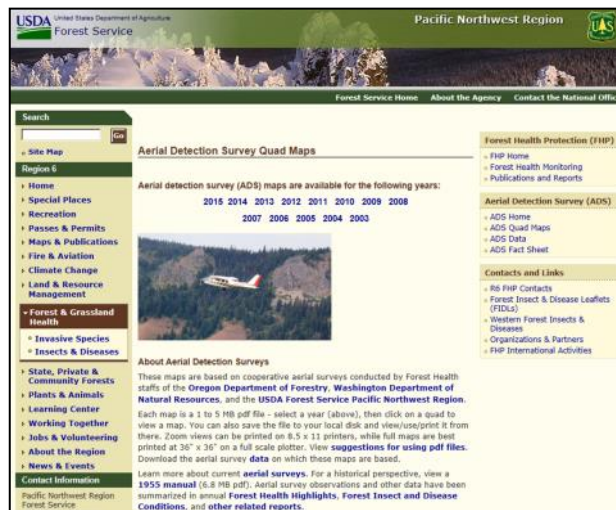 USDA United States Department of Agriculture
Forest Service
Pacific Northwest Region
Forest Service Home About the Agency Contact the National Offic
Search
Go
Site Map
Region 6
Home
Special Places
Recreation
Passes & Permits
Maps & Publications
Fire & Aviation
Climate Change
Land & Resource
Management
Forest & Grassland
Health
Invasive Species
Insects & Diseases
State, Private &
Community Forests
Plants & Animals
Learning Center
Working Together
Jobs & Volunteering
About the Region
News & Events
Contact Information
Pacific Northwest Region
Forest Service
Aerial Detection Survey Quad Maps
Aerial detection survey (ADS) maps are available for the following years:
2015 2014 2013 2012 2011 2010 2009 2008
2007 2006 2005 2004 2003
About Aerial Detection Surveys
These maps are based on cooperative aerial surveys conducted by Forest Health
staffs of the Oregon Department of Forestry, Washington Department of
Natural Resources, and the USDA Forest Service Pacific Northwest Region.
Each map is a 1 to 5 MB pdf file - select a year (above), then click on a quad to
view a map. You can also save the file to your local disk and view/use/print it from
there. Zoom views can be printed on 8.5 x 11 printers, while full maps are best
printed at 36" x 36" on a full scale plotter. View suggestions for using pdf files.
Download the aerial survey data on which these maps are based.
Learn more about current aerial surveys. For a historical perspective, view a
1955 manual (6.8 MB pdf). Aerial survey observations and other data have been
summarized in annual Forest Health Highlights, Forest Insect and Disease
Conditions, and other related reports.
Forest Health Protection (FHP)
FHP Home
Forest Health Monitoring
Publications and Reports
Aerial Detection Survey (ADS)
ADS Home
ADS Quad Maps
ADS Data
ADS Fact Sheet
Contacts and Links
R6 FHP Contacts
Forest Insect & Disease Leaflets
(FIDLs)
Western Forest Insects &
Diseases
Organizations & Partners
FHP International Activities